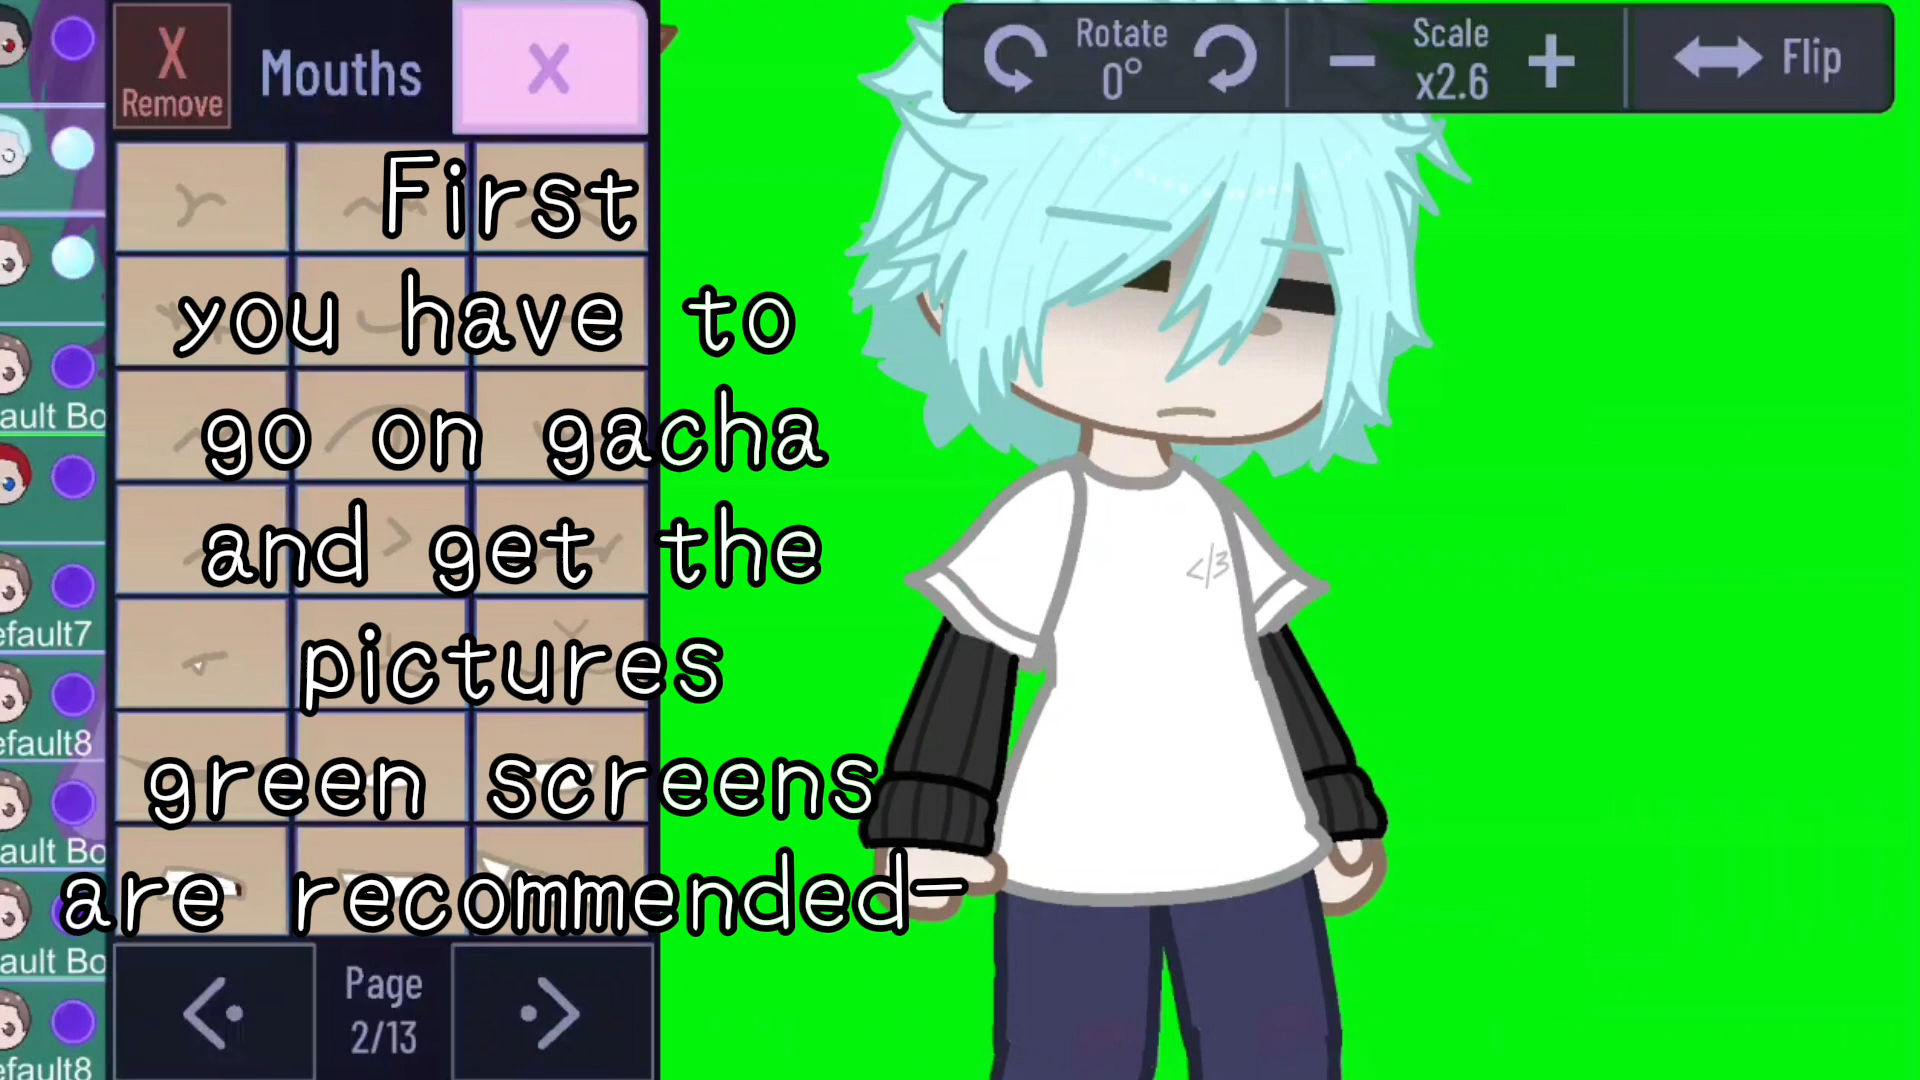 X
Remove
Mouths
X
Rotate
0°
Scale
x2.6
Flip
First
you have to
go on gacha
and get the
pictures
green screens
are recommended-
</3
ault Bo
efault7
efault8
ault Bo
ault Bo
efault8
Page
2/13